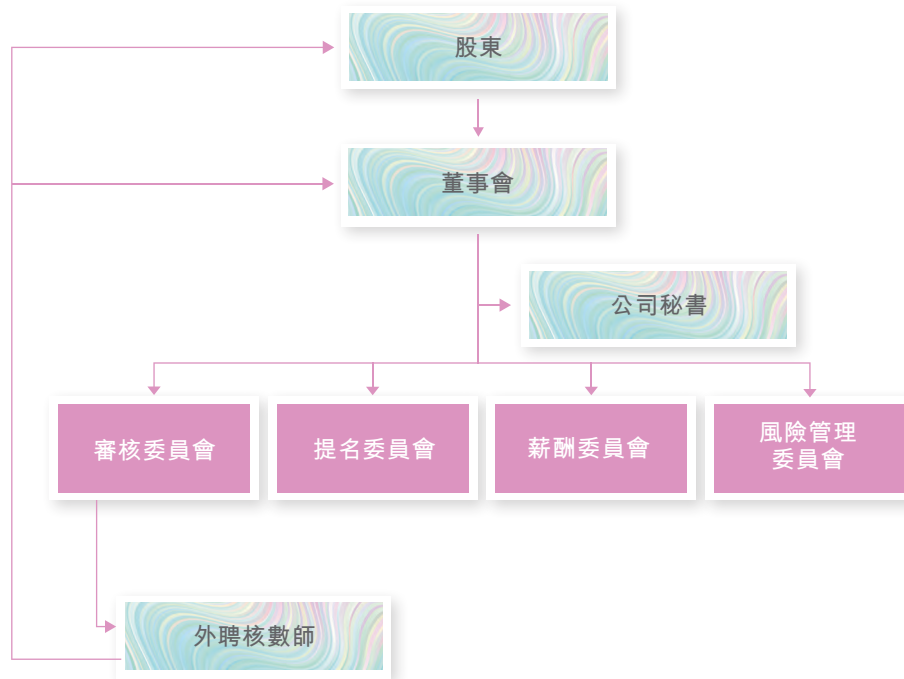 股東
董事會
公司秘書
審核委員會
提名委員會
薪酬委員會
風險管理
委員會
外聘核數師